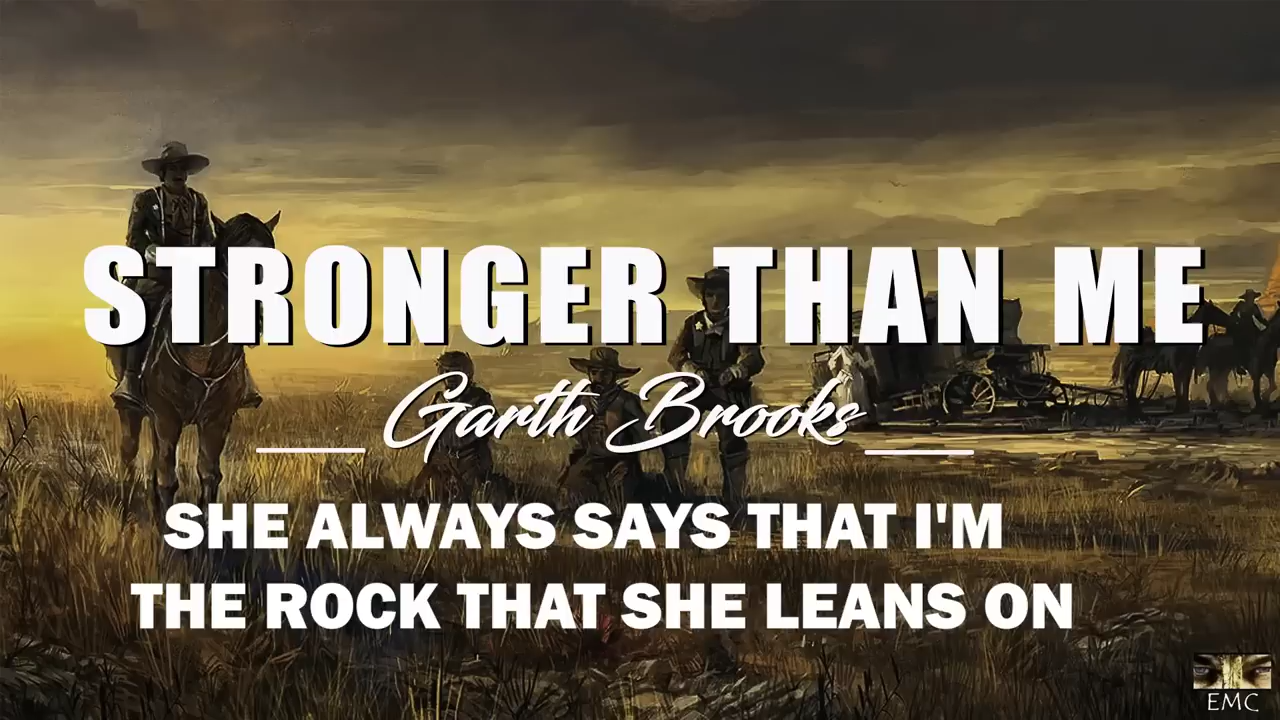 STRONGER THAN ME
Garth Brooks
SHE ALWAYS SAYS THAT I'M
THE ROCK THAT SHE LEANS ON
EMC